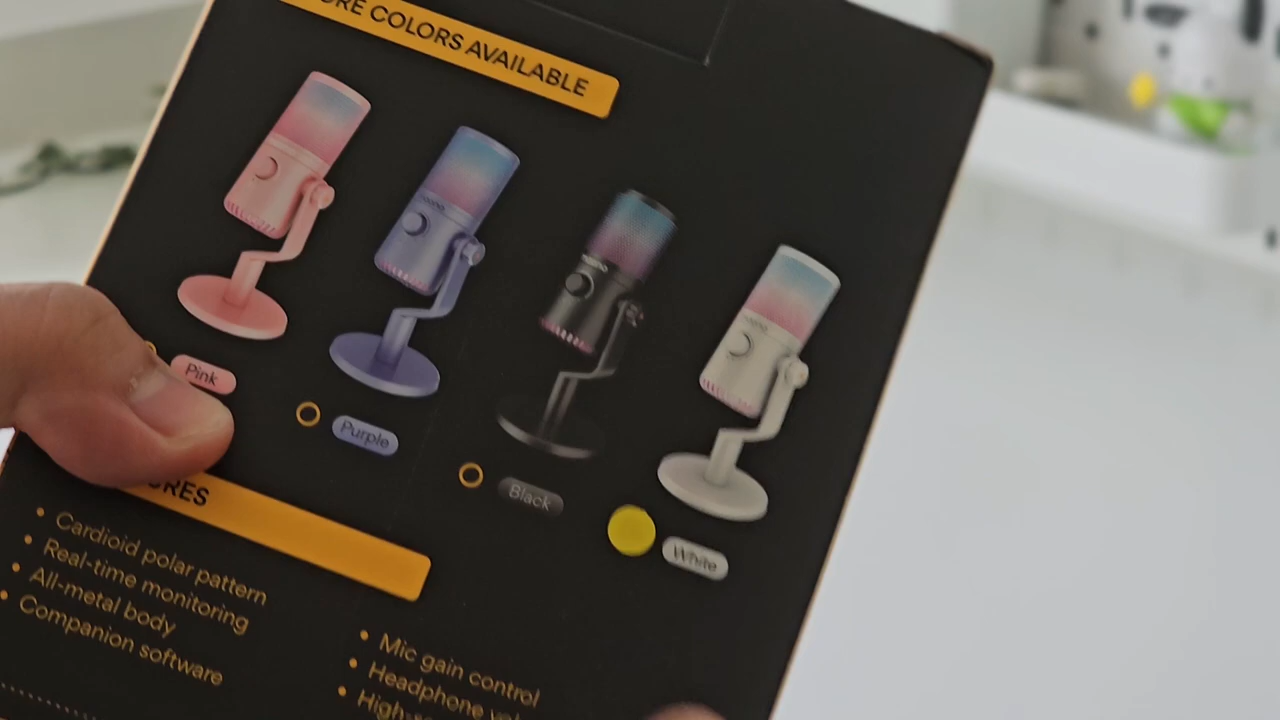 COLORS AVAILABLE
Pink
Purple
Black
White
Cardioid polar pattern
Real-time monitoring
All-metal body
Companion software
Mic gain control
Headphone